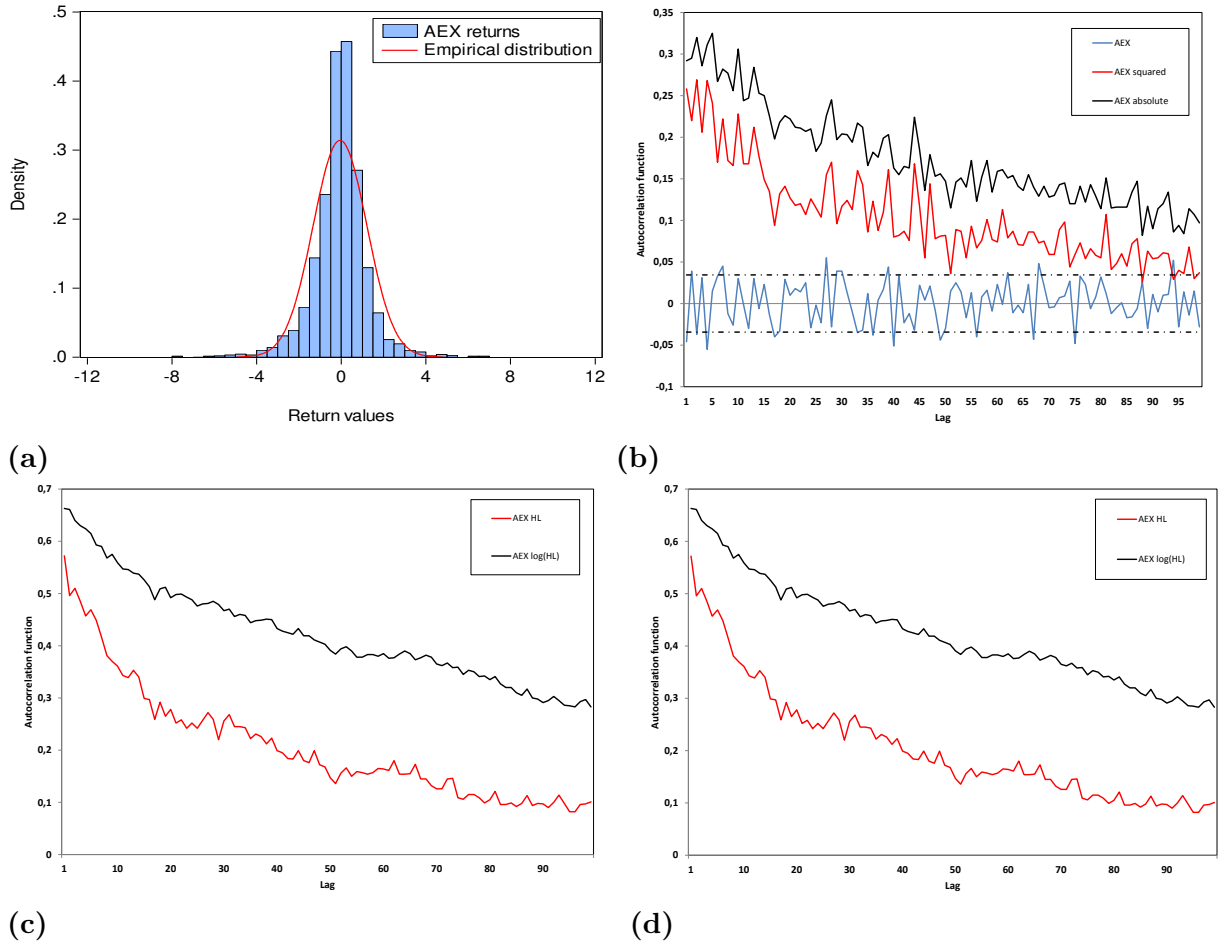 .5
.4
.3
.2
.1
.0
Density
-12
-8
-4
0
4
8
12
Return values
AEX returns
Empirical distribution
(a)
0,35
0,3
0,25
0,2
0,15
0,1
0,05
0
-0,05
-0,1
Autocorrelation function
1 5 10 15 20 25 30 35 40 45 50 55 60 65 70 75 80 85 90 95
Lag
AEX
AEX squared
AEX absolute
(b)
0,7
0,6
0,5
0,4
0,3
0,2
0,1
0
Autocorrelation function
1 10 20 30 40 50 60 70 80 90
Lag
AEX HL
AEX log(HL)
(c)
0,7
0,6
0,5
0,4
0,3
0,2
0,1
0
Autocorrelation function
1 10 20 30 40 50 60 70 80 90
Lag
AEX HL
AEX log(HL)
(d)